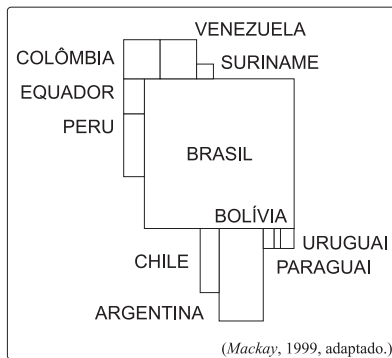 VENEZUELA
COLÔMBIA
SURINAME
EQUADOR
PERU
BRASIL
BOLÍVIA
URUGUAI
CHILE
PARAGUAI
ARGENTINA
(Mackay, 1999, adaptado.)